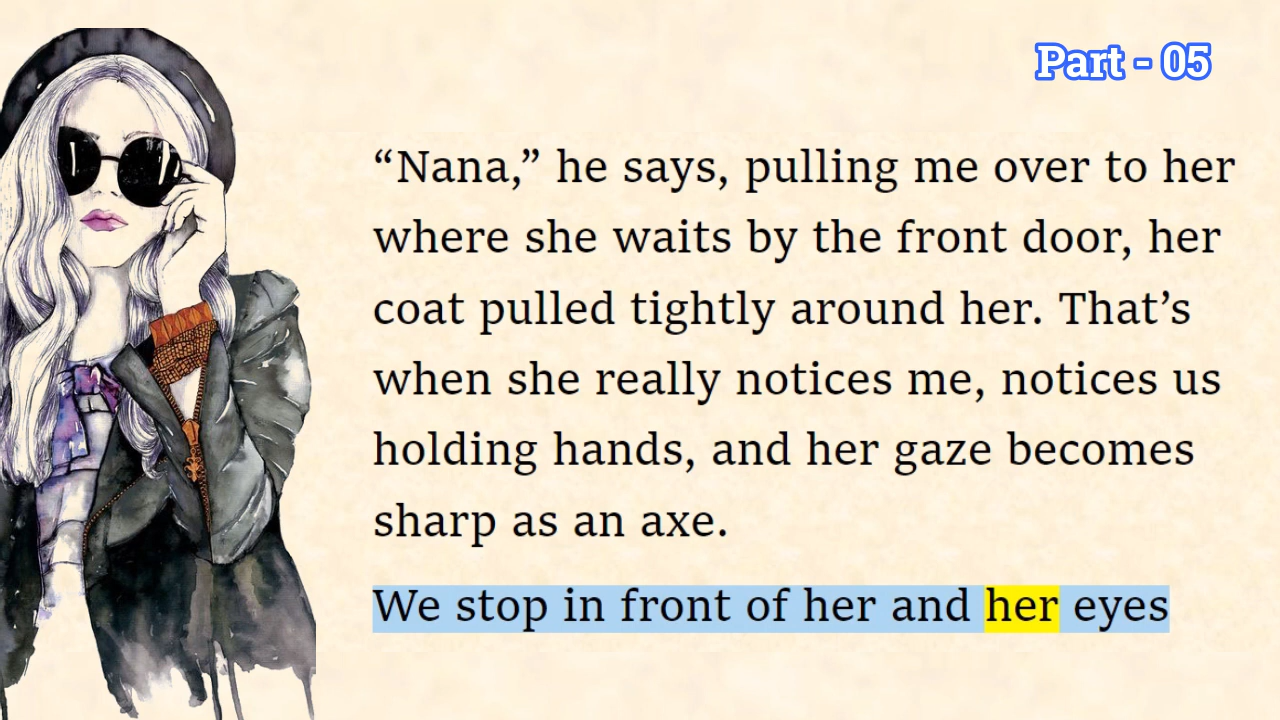 Part - 05
“Nana,” he says, pulling me over to her
where she waits by the front door, her
coat pulled tightly around her. That’s
when she really notices me, notices us
holding hands, and her gaze becomes
sharp as an axe.
We stop in front of her and her eyes